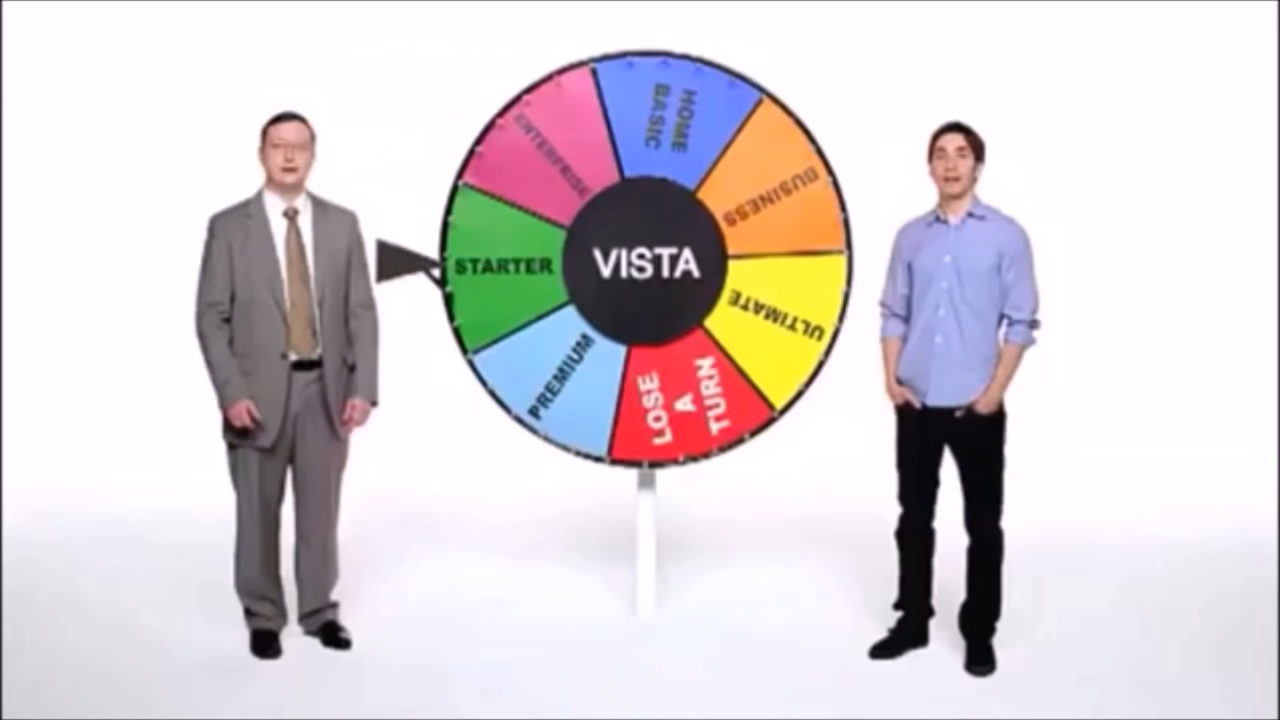 HOME
BASIC
BUSINESS
ULTIMATE
LOSE
A
TURN
PREMIUM
STARTER
ENTERPRISE
VISTA